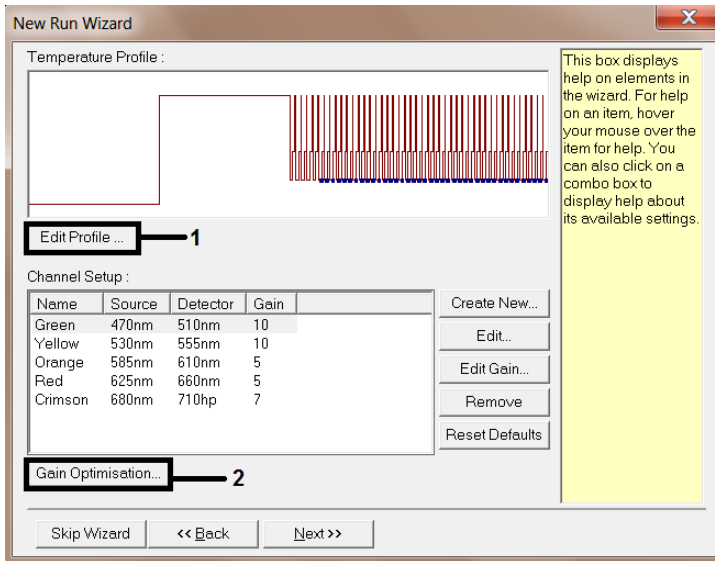 New Run Wizard
X
Temperature Profile :
Edit Profile ...
1
Channel Setup :
Name Source Detector Gain
Green 470nm 510nm 10
Yellow 530nm 555nm 10
Orange 585nm 610nm 5
Red 625nm 660nm 5
Crimson 680nm 710hp 7
Create New...
Edit...
Edit Gain...
Remove
Reset Defaults
Gain Optimisation...
2
Skip Wizard
<< Back
Next >>
This box displays
help on elements in
the wizard. For help
on an item, hover
your mouse over the
item for help. You
can also click on a
combo box to
display help about
its available settings.